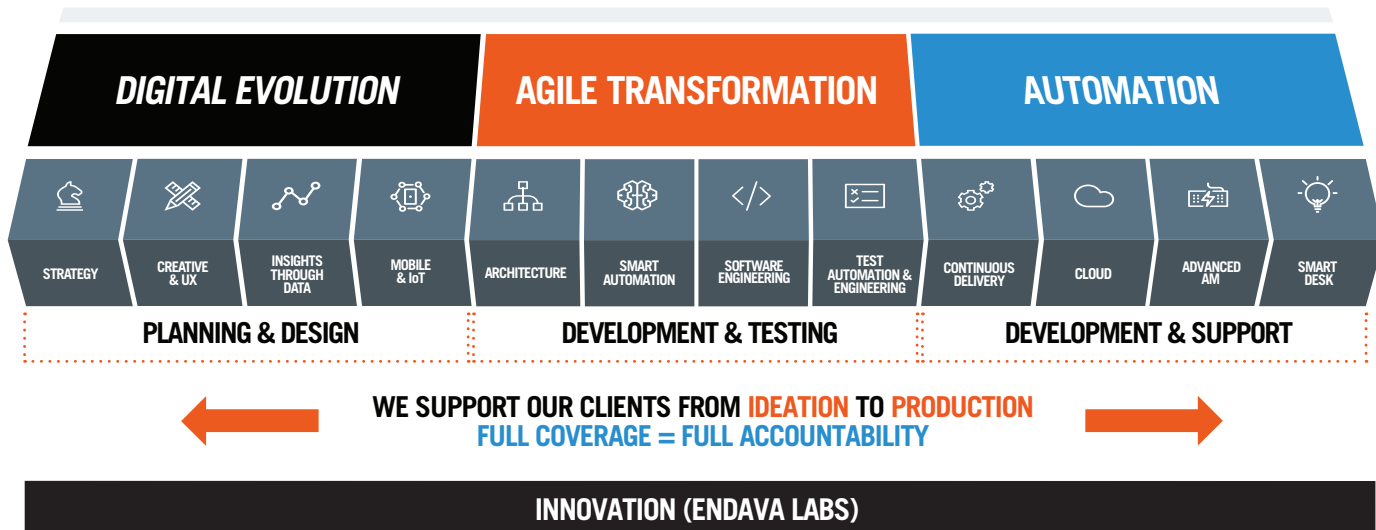 DIGITAL EVOLUTION
AGILE TRANSFORMATION
AUTOMATION
STRATEGY
CREATIVE
& UX
INSIGHTS
THROUGH
DATA
MOBILE
& IoT
ARCHITECTURE
SMART
AUTOMATION
SOFTWARE
ENGINEERING
TEST
AUTOMATION &
ENGINEERING
CONTINUOUS
DELIVERY
CLOUD
ADVANCED
AM
SMART
DESK
PLANNING & DESIGN
DEVELOPMENT & TESTING
DEVELOPMENT & SUPPORT
WE SUPPORT OUR CLIENTS FROM IDEATION TO PRODUCTION
FULL COVERAGE = FULL ACCOUNTABILITY
INNOVATION (ENDAVA LABS)